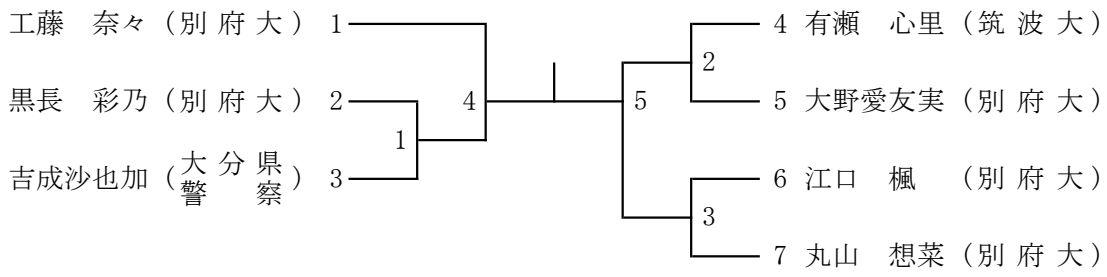 工藤　奈々（別府大）1
黒長　彩乃（別府大）2
吉成沙也加（大分県警察）3
1
4
5
2
3
4 有瀬　心里（筑波大）
5 大野愛友実（別府大）
6 江口　楓　（別府大）
7 丸山　想菜（別府大）